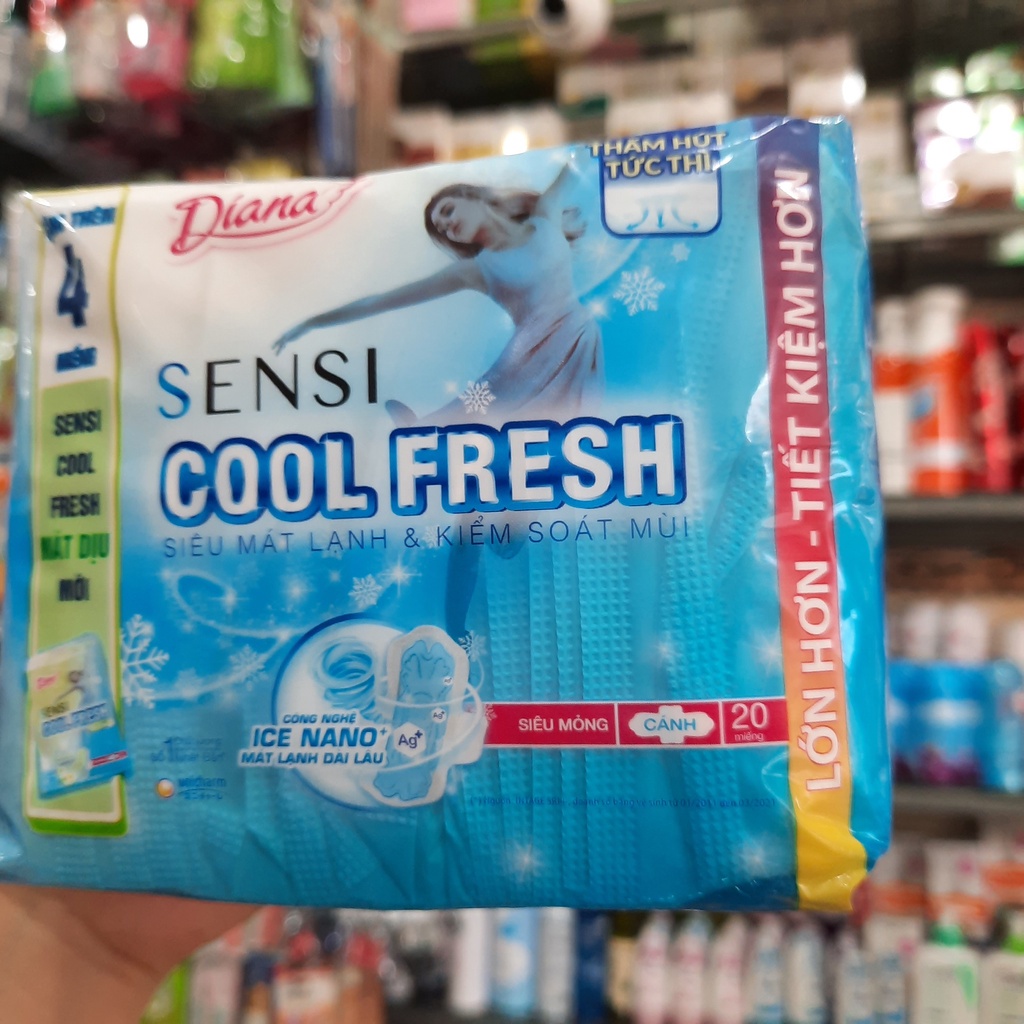 4
MIẾNG
SENSI
COOL
FRESH
MÁT DỊU
MỚI
Diana
SENSI
COOL FRESH
SIÊU MÁT LẠNH & KIỂM SOÁT MÙI
THẤM HÚT
TỨC THÌ
CÔNG NGHỆ
ICE NANO+
MÁT LẠNH DÀI LÂU
Ag+
Ag+
SIÊU MỎNG
CÁNH
20
miếng
LỚN HƠN - TIẾT KIỆM HƠN